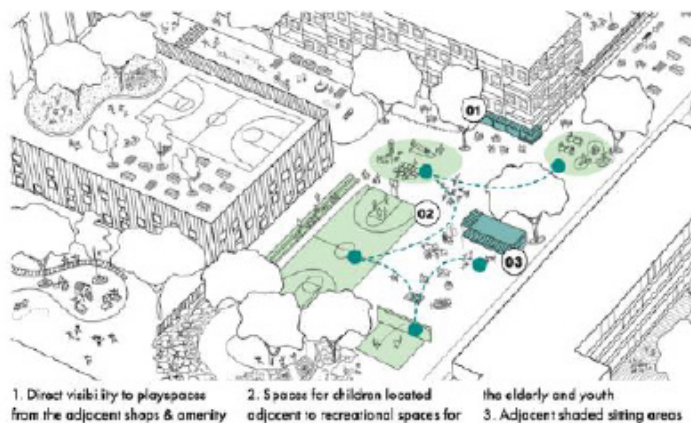 01
02
03
1. Direct visibility to playspaces
from the adjacent shops & amenity
2. Spaces for children located
adjacent to recreational spaces for
the elderly and youth
3. Adjacent shaded sitting areas